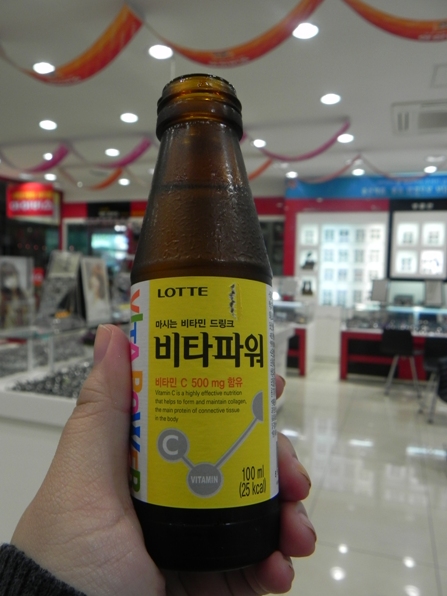 LOTTE
마시는 비타민 드링크
비타파워
비타민 C 500 mg 함유
Vitamin C is a highly effective nutrition
that helps to form and maintain collagen,
the main protein of connective tissue
in the body
C
VITAMIN
100 ml
(25 kcal)
VITA POWER